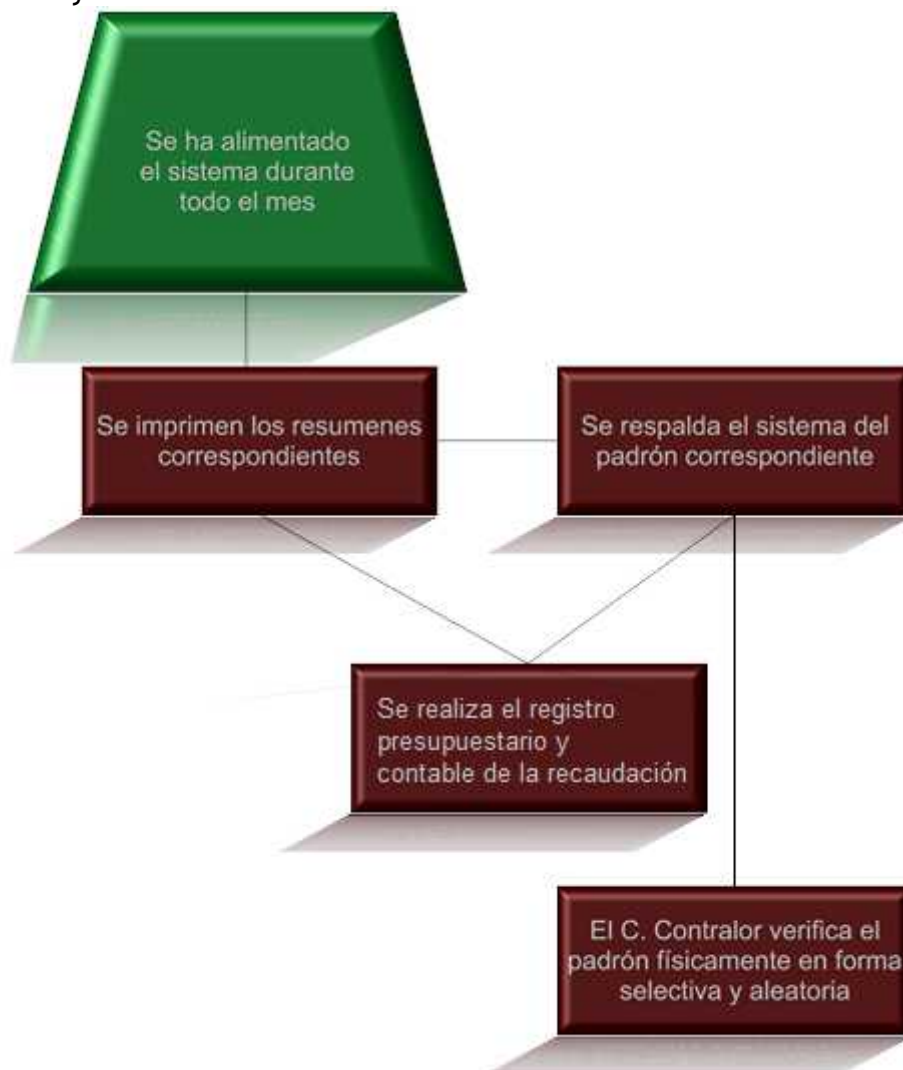 Se ha alimentado
el sistema durante
todo el mes
Se imprimen los resumenes
correspondientes
Se respalda el sistema del
padrón correspondiente
Se realiza el registro
presupuestario y
contable de la recaudación
El C. Contralor verifica el
padrón físicamente en forma
selectiva y aleatoria